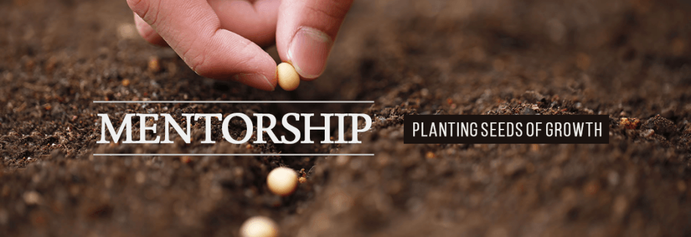 MENTORSHIP
PLANTING SEEDS OF GROWTH